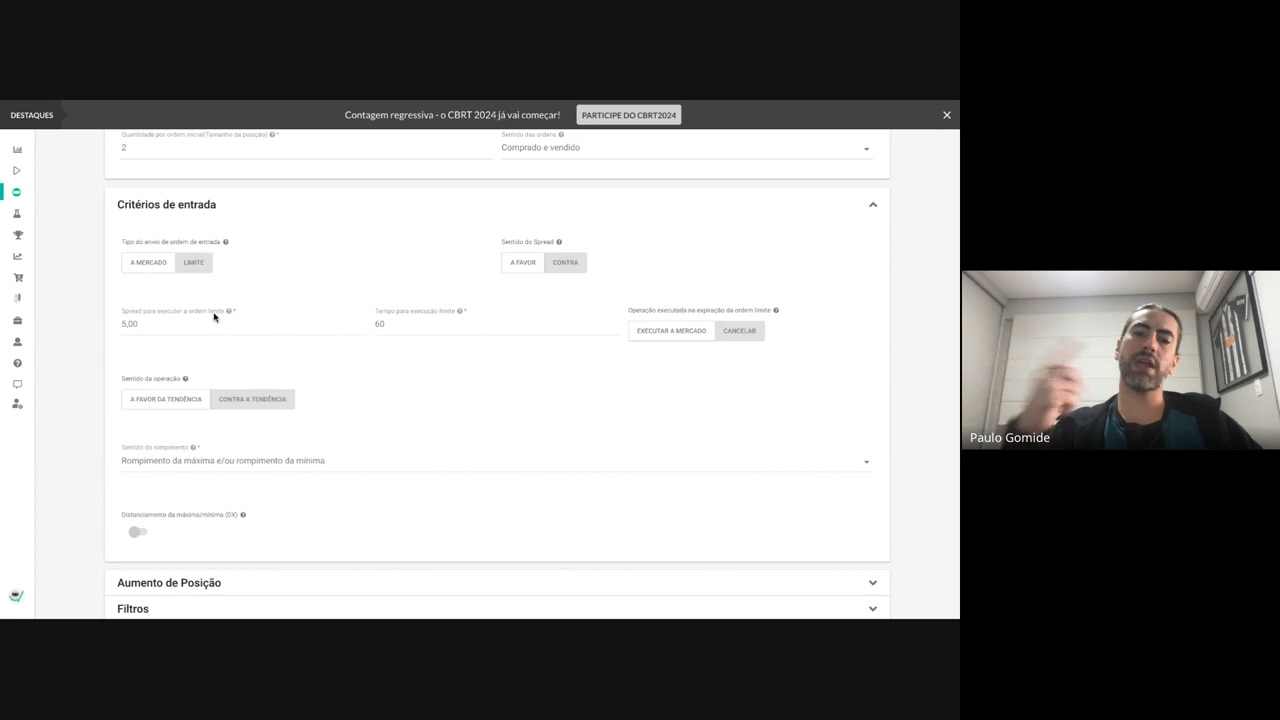 DESTAQUES
Contagem regressiva - o CBRT 2024 já vai começar!
PARTICIPE DO CBRT2024
Quantidade por ordem inicial(Tamanho da posição) *
Sentido das ordens
2
Comprado e vendido
Critérios de entrada
Tipo do envio de ordem de entrada
Sentido do Spread
A MERCADO
LIMITE
A FAVOR
CONTRA
Spread para executar a ordem limite *
Tempo para execução limite *
Operação executada na expiração da ordem limite
5,00
60
EXECUTAR A MERCADO
CANCELAR
Sentido da operação
A FAVOR DA TENDÊNCIA
CONTRA A TENDÊNCIA
Sentido do rompimento *
Rompimento da máxima e/ou rompimento da mínima
Distanciamento da máxima/mínima (DX)
Aumento de Posição
Filtros
Paulo Gomide